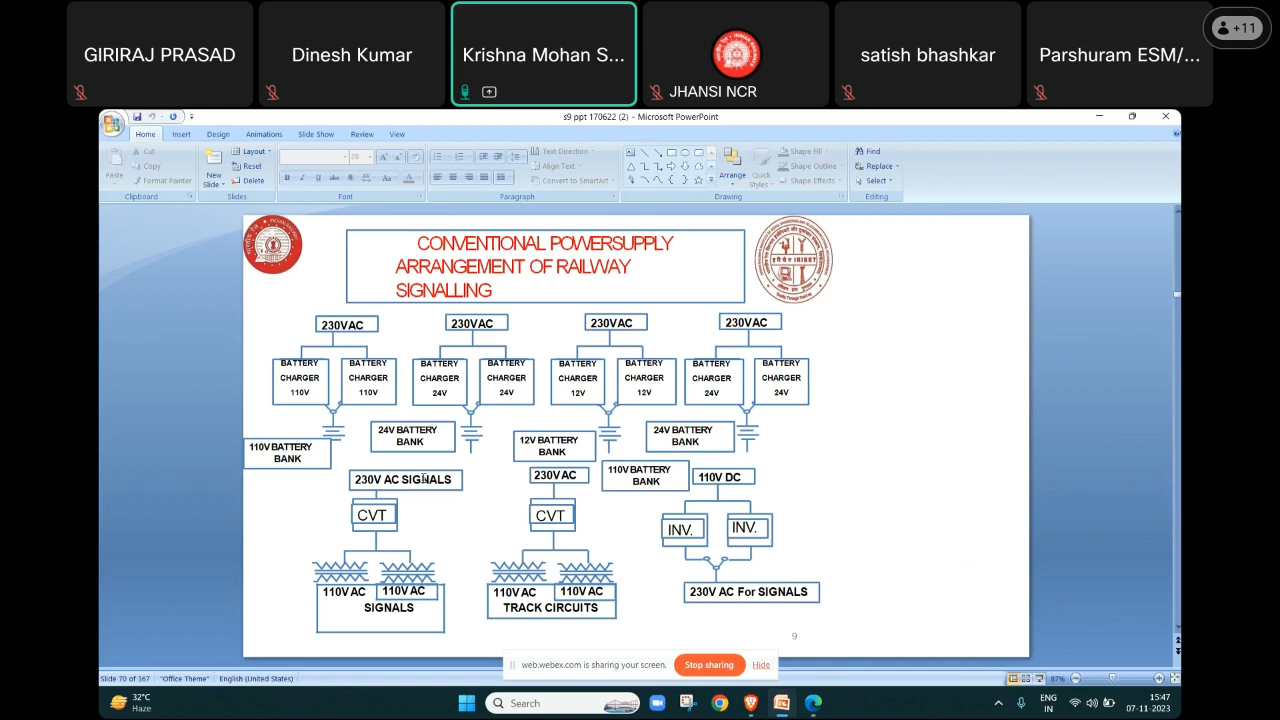 GIRIRAJ PRASAD
Dinesh Kumar
Krishna Mohan S...
JHANSI NCR
satish bhashkar
Parshuram ESM/...
+11
s9 ppt 170622 (2) - Microsoft PowerPoint
Home Insert Design Animations Slide Show Review View
Paste
Cut
Copy
Format Painter
Clipboard
New
Slide
Layout
Reset
Delete
Slides
28
Font
Text Direction
Align Text
Convert to SmartArt
Paragraph
Arrange
Quick
Styles
Shape Fill
Shape Outline
Shape Effects
Drawing
Find
Replace
Select
Editing
CONVENTIONAL POWERSUPPLY
ARRANGEMENT OF RAILWAY
SIGNALLING
230VAC 230VAC 230VAC 230VAC
BATTERY BATTERY BATTERY BATTERY BATTERY BATTERY BATTERY BATTERY
CHARGER CHARGER CHARGER CHARGER CHARGER CHARGER CHARGER CHARGER
110V 110V 24V 24V 12V 12V 24V 24V
110V BATTERY
BANK
24V BATTERY
BANK
12V BATTERY
BANK
24V BATTERY
BANK
230V AC SIGNALS
CVT
110V AC 110V AC
SIGNALS
230V AC
CVT
110V AC 110V AC
TRACK CIRCUITS
110V BATTERY
BANK
110V DC
INV. INV.
230V AC For SIGNALS
9
web.webex.com is sharing your screen. Stop sharing Hide
Slide 70 of 367 "Office Theme" English (United States) 87%
32°C
Haze
Search
ENG
IN
15:47
07-11-2023